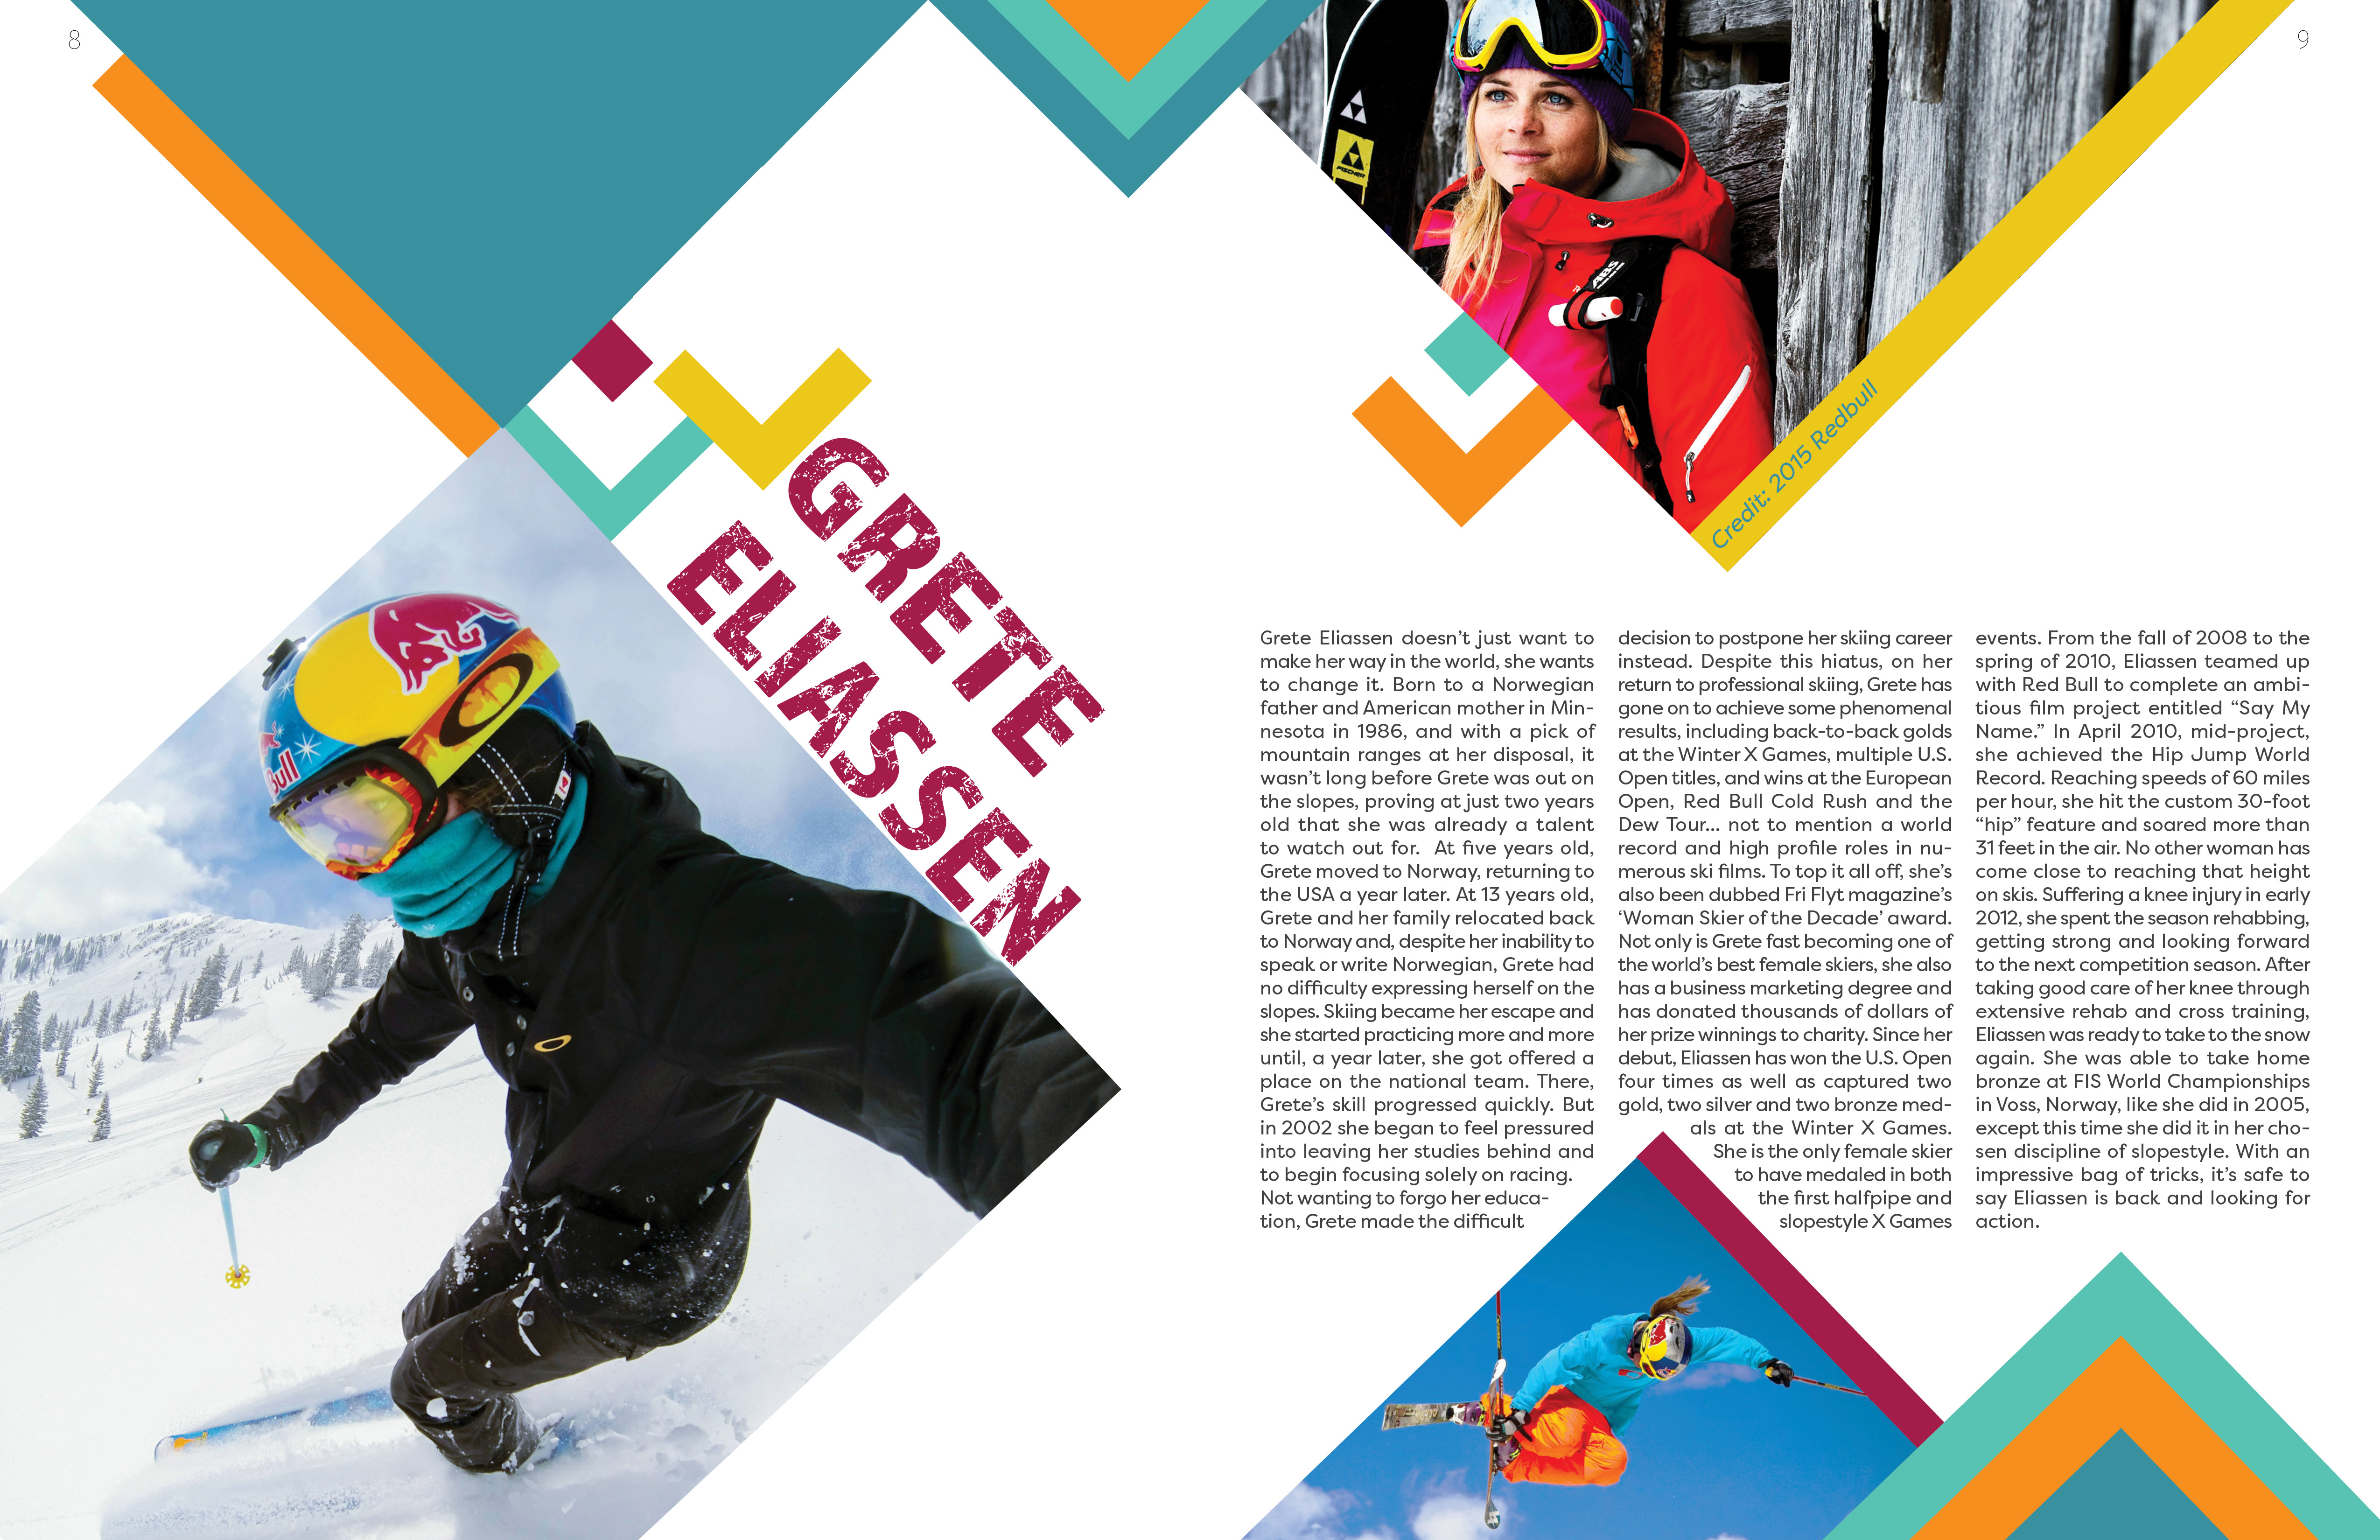 8
9
FISCHER
ABS
Credit: 2015 Redbull
GRETE
ELIASSEN
Bull
Grete Eliassen doesn't just want to
make her way in the world, she wants
to change it. Born to a Norwegian
father and American mother in Min-
nesota in 1986, and with a pick of
mountain ranges at her disposal, it
wasn't long before Grete was out on
the slopes, proving at just two years
old that she was already a talent
to watch out for.  At five years old,
Grete moved to Norway, returning to
the USA a year later. At 13 years old,
Grete and her family relocated back
to Norway and, despite her inability to
speak or write Norwegian, Grete had
no difficulty expressing herself on the
slopes. Skiing became her escape and
she started practicing more and more
until, a year later, she got offered a
place on the national team. There,
Grete's skill progressed quickly. But
in 2002 she began to feel pressured
into leaving her studies behind and
to begin focusing solely on racing.
Not wanting to forgo her educa-
tion, Grete made the difficult
decision to postpone her skiing career
instead. Despite this hiatus, on her
return to professional skiing, Grete has
gone on to achieve some phenomenal
results, including back-to-back golds
at the Winter X Games, multiple U.S.
Open titles, and wins at the European
Open, Red Bull Cold Rush and the
Dew Tour... not to mention a world
record and high profile roles in nu-
merous ski films. To top it all off, she's
also been dubbed Fri Flyt magazine's
‘Woman Skier of the Decade’ award.
Not only is Grete fast becoming one of
the world's best female skiers, she also
has a business marketing degree and
has donated thousands of dollars of
her prize winnings to charity. Since her
debut, Eliassen has won the U.S. Open
four times as well as captured two
gold, two silver and two bronze med-
als at the Winter X Games.
She is the only female skier
to have medaled in both
the first halfpipe and
slopestyle X Games
events. From the fall of 2008 to the
spring of 2010, Eliassen teamed up
with Red Bull to complete an ambi-
tious film project entitled “Say My
Name.” In April 2010, mid-project,
she achieved the Hip Jump World
Record. Reaching speeds of 60 miles
per hour, she hit the custom 30-foot
“hip” feature and soared more than
31 feet in the air. No other woman has
come close to reaching that height
on skis. Suffering a knee injury in early
2012, she spent the season rehabbing,
getting strong and looking forward
to the next competition season. After
taking good care of her knee through
extensive rehab and cross training,
Eliassen was ready to take to the snow
again. She was able to take home
bronze at FIS World Championships
in Voss, Norway, like she did in 2005,
except this time she did it in her cho-
sen discipline of slopestyle. With an
impressive bag of tricks, it's safe to
say Eliassen is back and looking for
action.